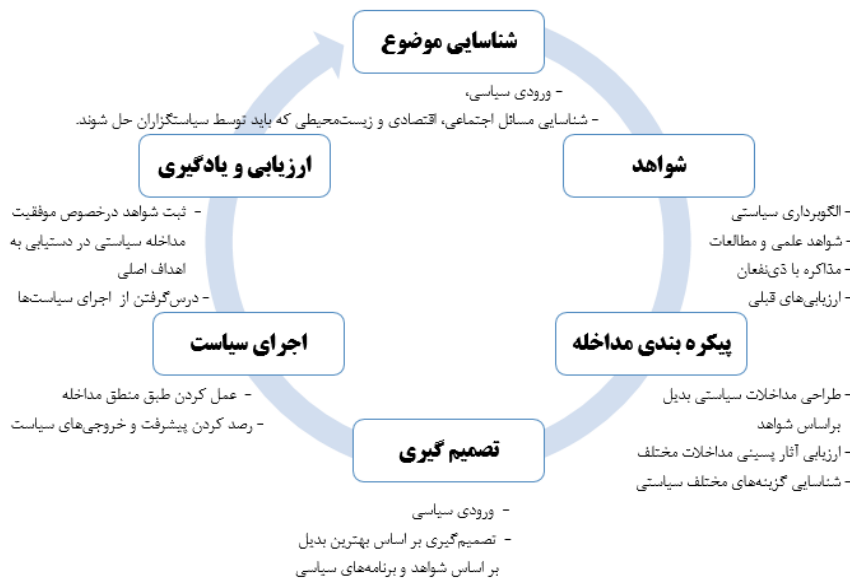 شناسایی موضوع
- ورودی سیاسی،
- شناسایی مسائل اجتماعی، اقتصادی و زیست‌محیطی که باید توسط سیاستگزاران حل شوند.
شواهد
- الگوبرداری سیاستی
- شواهد علمی و مطالعات
- مذاکره با ذی‌نفعان
- ارزیابی‌های قبلی
پیکره بندی مداخله
- طراحی مداخلات سیاستی بدیل
براساس شواهد
- ارزیابی آثار پسینی مداخلات مختلف
- شناسایی گزینه‌های مختلف سیاستی
تصمیم گیری
- ورودی سیاسی
- تصمیم‌گیری بر اساس بهترین بدیل
بر اساس شواهد و برنامه‌های سیاسی
اجرای سیاست
- عمل کردن طبق منطق مداخله
- رصد کردن پیشرفت و خروجی‌های سیاست
ارزیابی و یادگیری
- ثبت شواهد درخصوص موفقیت
مداخله سیاستی در دستیابی به
اهداف اصلی
- درس‌گرفتن از اجرای سیاست‌ها